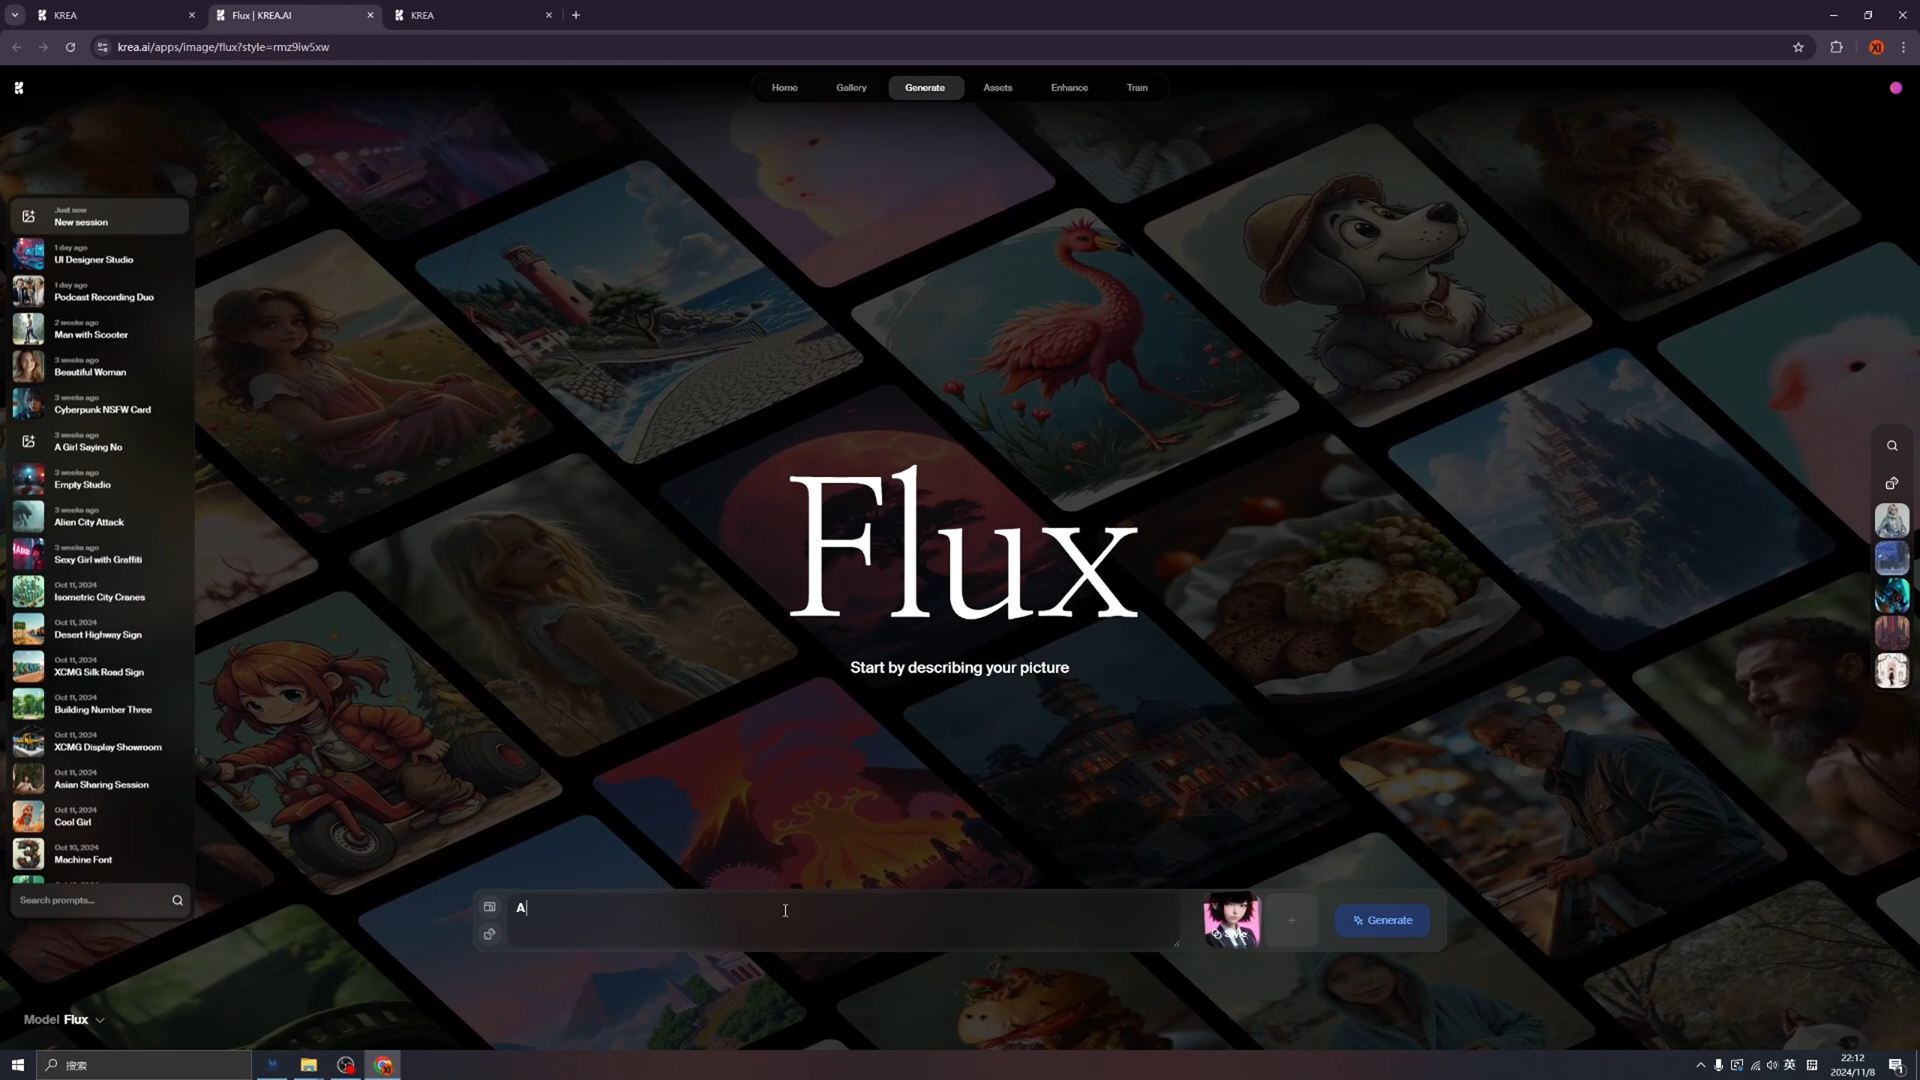 KREA
Flux | KREA.AI
KREA
krea.ai/apps/image/flux?style=rmz9iw5xw
Home
Gallery
Generate
Assets
Enhance
Train
Just now
New session
1 day ago
UI Designer Studio
1 day ago
Podcast Recording Duo
2 weeks ago
Man with Scooter
3 weeks ago
Beautiful Woman
3 weeks ago
Cyberpunk NSFW Card
3 weeks ago
A Girl Saying No
3 weeks ago
Empty Studio
3 weeks ago
Alien City Attack
3 weeks ago
Sexy Girl with Graffiti
Oct 11, 2024
Isometric City Cranes
Oct 11, 2024
Desert Highway Sign
Oct 11, 2024
XCMG Silk Road Sign
Oct 11, 2024
Building Number Three
Oct 11, 2024
XCMG Display Showroom
Oct 11, 2024
Asian Sharing Session
Oct 11, 2024
Cool Girl
Oct 10, 2024
Machine Font
Search prompts...
Flux
Start by describing your picture
A
Style
Generate
Model Flux
搜索
英
22:12
2024/11/8